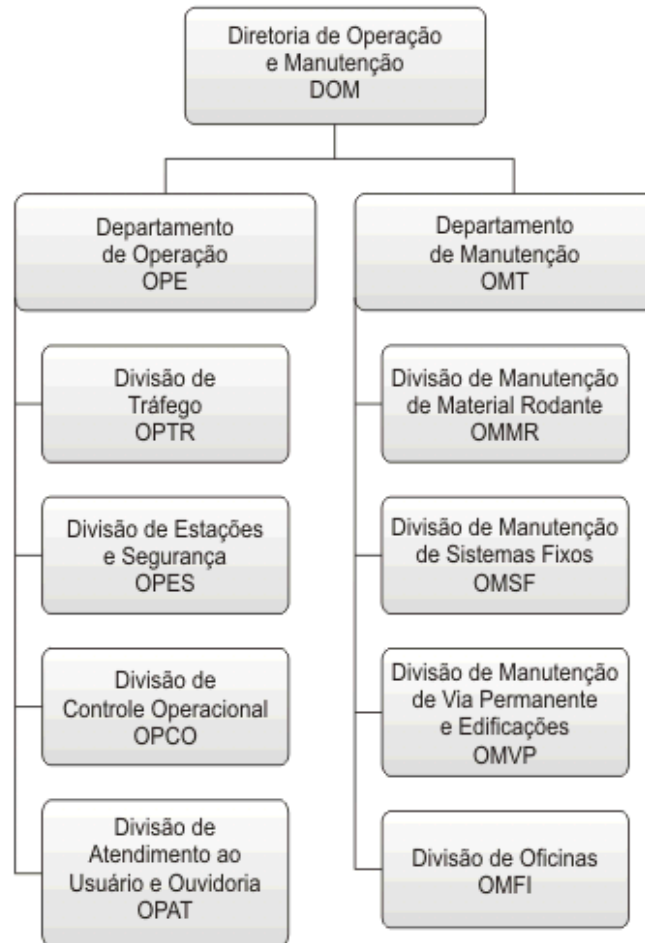 Diretoria de Operação
e Manutenção
DOM
Departamento
de Operação
OPE
Divisão de
Tráfego
OPTR
Divisão de Estações
e Segurança
OPES
Divisão de
Controle Operacional
OPCO
Divisão de
Atendimento ao
Usuário e Ouvidoria
OPAT
Departamento
de Manutenção
OMT
Divisão de Manutenção
de Material Rodante
OMMR
Divisão de Manutenção
de Sistemas Fixos
OMSF
Divisão de Manutenção
de Via Permanente
e Edificações
OMVP
Divisão de Oficinas
OMFI